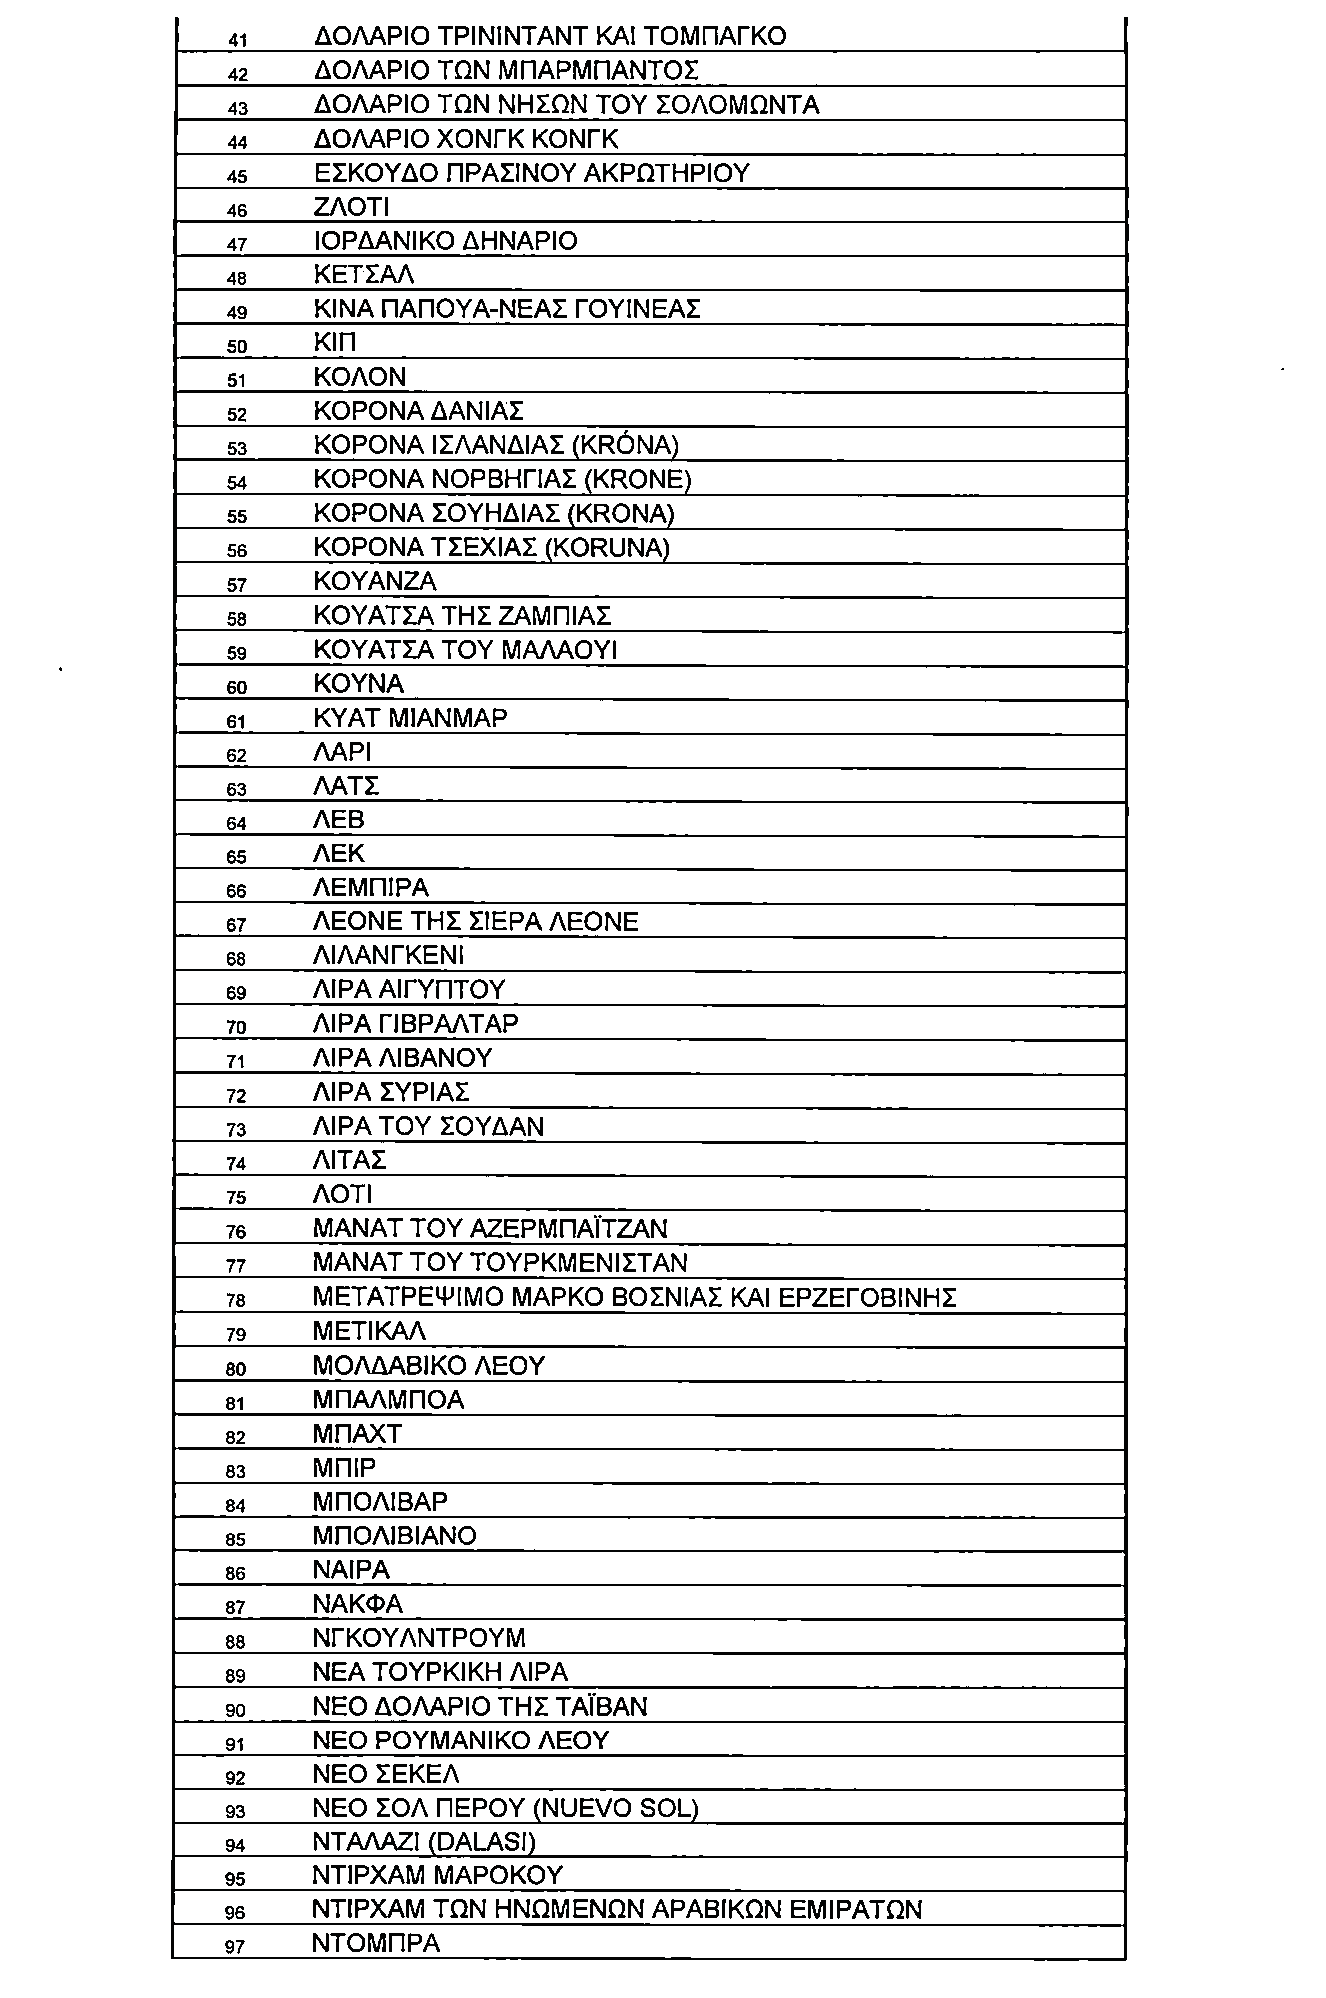 41 ΔΟΛΑΡΙΟ ΤΡΙΝΙΝΤΑΝΤ ΚΑΙ ΤΟΜΠΑΓΚΟ
42 ΔΟΛΑΡΙΟ ΤΩΝ ΜΠΑΡΜΠΑΝΤΟΣ
43 ΔΟΛΑΡΙΟ ΤΩΝ ΝΗΣΩΝ ΤΟΥ ΣΟΛΟΜΩΝΤΑ
44 ΔΟΛΑΡΙΟ ΧΟΝΓΚ ΚΟΝΓΚ
45 ΕΣΚΟΥΔΟ ΠΡΑΣΙΝΟΥ ΑΚΡΩΤΗΡΙΟΥ
46 ΖΛΟΤΙ
47 ΙΟΡΔΑΝΙΚΟ ΔΗΝΑΡΙΟ
48 ΚΕΤΣΑΛ
49 ΚΙΝΑ ΠΑΠΟΥΑ-ΝΕΑΣ ΓΟΥΙΝΕΑΣ
50 ΚΙΠ
51 ΚΟΛΟΝ
52 ΚΟΡΟΝΑ ΔΑΝΙΑΣ
53 ΚΟΡΟΝΑ ΙΣΛΑΝΔΙΑΣ (KRÓNA)
54 ΚΟΡΟΝΑ ΝΟΡΒΗΓΙΑΣ (KRONE)
55 ΚΟΡΟΝΑ ΣΟΥΗΔΙΑΣ (KRONA)
56 ΚΟΡΟΝΑ ΤΣΕΧΙΑΣ (KORUNA)
57 ΚΟΥΑΝΖΑ
58 ΚΟΥΑΤΣΑ ΤΗΣ ΖΑΜΠΙΑΣ
59 ΚΟΥΑΤΣΑ ΤΟΥ ΜΑΛΑΟΥΙ
60 ΚΟΥΝΑ
61 ΚΥΑΤ ΜΙΑΝΜΑΡ
62 ΛΑΡΙ
63 ΛΑΤΣ
64 ΛΕΒ
65 ΛΕΚ
66 ΛΕΜΠΙΡΑ
67 ΛΕΟΝΕ ΤΗΣ ΣΙΕΡΑ ΛΕΟΝΕ
68 ΛΙΛΑΝΓΚΕΝΙ
69 ΛΙΡΑ ΑΙΓΥΠΤΟΥ
70 ΛΙΡΑ ΓΙΒΡΑΛΤΑΡ
71 ΛΙΡΑ ΛΙΒΑΝΟΥ
72 ΛΙΡΑ ΣΥΡΙΑΣ
73 ΛΙΡΑ ΤΟΥ ΣΟΥΔΑΝ
74 ΛΙΤΑΣ
75 ΛΟΤΙ
76 ΜΑΝΑΤ ΤΟΥ ΑΖΕΡΜΠΑΪΤΖΑΝ
77 ΜΑΝΑΤ ΤΟΥ ΤΟΥΡΚΜΕΝΙΣΤΑΝ
78 ΜΕΤΑΤΡΕΨΙΜΟ ΜΑΡΚΟ ΒΟΣΝΙΑΣ ΚΑΙ ΕΡΖΕΓΟΒΙΝΗΣ
79 ΜΕΤΙΚΑΛ
80 ΜΟΛΔΑΒΙΚΟ ΛΕΟΥ
81 ΜΠΑΛΜΠΟΑ
82 ΜΠΑΧΤ
83 ΜΠΙΡ
84 ΜΠΟΛΙΒΑΡ
85 ΜΠΟΛΙΒΙΑΝΟ
86 ΝΑΙΡΑ
87 ΝΑΚΦΑ
88 ΝΓΚΟΥΛΝΤΡΟΥΜ
89 ΝΕΑ ΤΟΥΡΚΙΚΗ ΛΙΡΑ
90 ΝΕΟ ΔΟΛΑΡΙΟ ΤΗΣ ΤΑΪΒΑΝ
91 ΝΕΟ ΡΟΥΜΑΝΙΚΟ ΛΕΟΥ
92 ΝΕΟ ΣΕΚΕΛ
93 ΝΕΟ ΣΟΛ ΠΕΡΟΥ (NUEVO SOL)
94 ΝΤΑΛΑΖΙ (DALASI)
95 ΝΤΙΡΧΑΜ ΜΑΡΟΚΟΥ
96 ΝΤΙΡΧΑΜ ΤΩΝ ΗΝΩΜΕΝΩΝ ΑΡΑΒΙΚΩΝ ΕΜΙΡΑΤΩΝ
97 ΝΤΟΜΠΡΑ